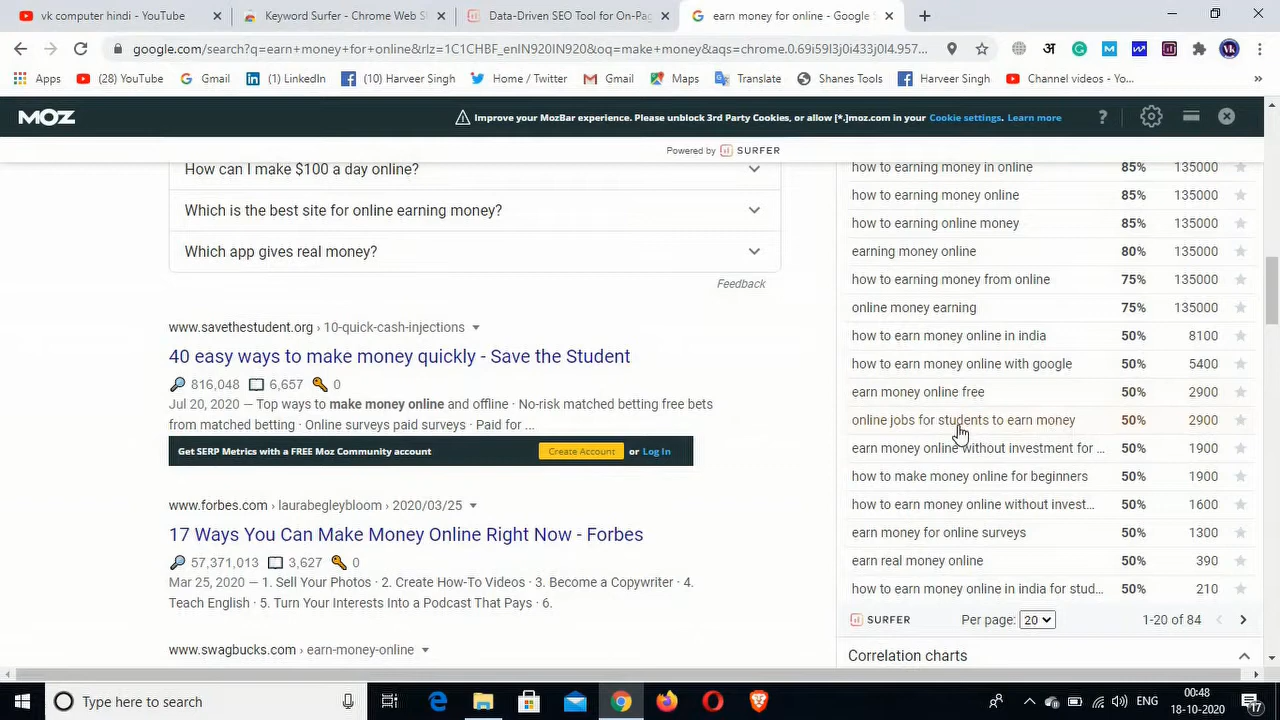 vk computer hindi - YouTube
Keyword Surfer - Chrome Web S
Data-Driven SEO Tool for On-Pag
earn money for online - Google S
google.com/search?q=earn+money+for+online&rlz=1C1CHBF_enIN920IN920&oq=make+money&aqs=chrome.0.69i59l3j0i433j0l4.957...
Apps
(28) YouTube
Gmail
(1) LinkedIn
(10) Harveer Singh
Home / Twitter
Gmail
Maps
Translate
Shanes Tools
Harveer Singh
Channel videos - Yo...
»
MOZ
Improve your MozBar experience. Please unblock 3rd Party Cookies, or allow [*.]moz.com in your Cookie settings. Learn more
?
Powered by SURFER
How can I make $100 a day online?
Which is the best site for online earning money?
Which app gives real money?
Feedback
www.savethestudent.org › 10-quick-cash-injections
40 easy ways to make money quickly - Save the Student
816,048 6,657 0
Jul 20, 2020 — Top ways to make money online and offline · No-risk matched betting free bets
from matched betting · Online surveys paid surveys · Paid for ...
Get SERP Metrics with a FREE Moz Community account Create Account or Log In
www.forbes.com › laurabegleybloom › 2020/03/25
17 Ways You Can Make Money Online Right Now - Forbes
57,371,013 3,627 0
Mar 25, 2020 — 1. Sell Your Photos · 2. Create How-To Videos · 3. Become a Copywriter · 4.
Teach English · 5. Turn Your Interests Into a Podcast That Pays · 6.
www.swagbucks.com › earn-money-online
how to earning money in online 85% 135000
how to earning money online 85% 135000
how to earning online money 85% 135000
earning money online 80% 135000
how to earning money from online 75% 135000
online money earning 75% 135000
how to earn money online in india 50% 8100
how to earn money online with google 50% 5400
earn money online free 50% 2900
online jobs for students to earn money 50% 2900
earn money online without investment for ... 50% 1900
how to make money online for beginners 50% 1900
how to earn money online without invest... 50% 1600
earn money for online surveys 50% 1300
earn real money online 50% 390
how to earn money online in india for stud... 50% 210
SURFER Per page: 20 1-20 of 84
Correlation charts
Type here to search
ENG
00:48
18-10-2020
17